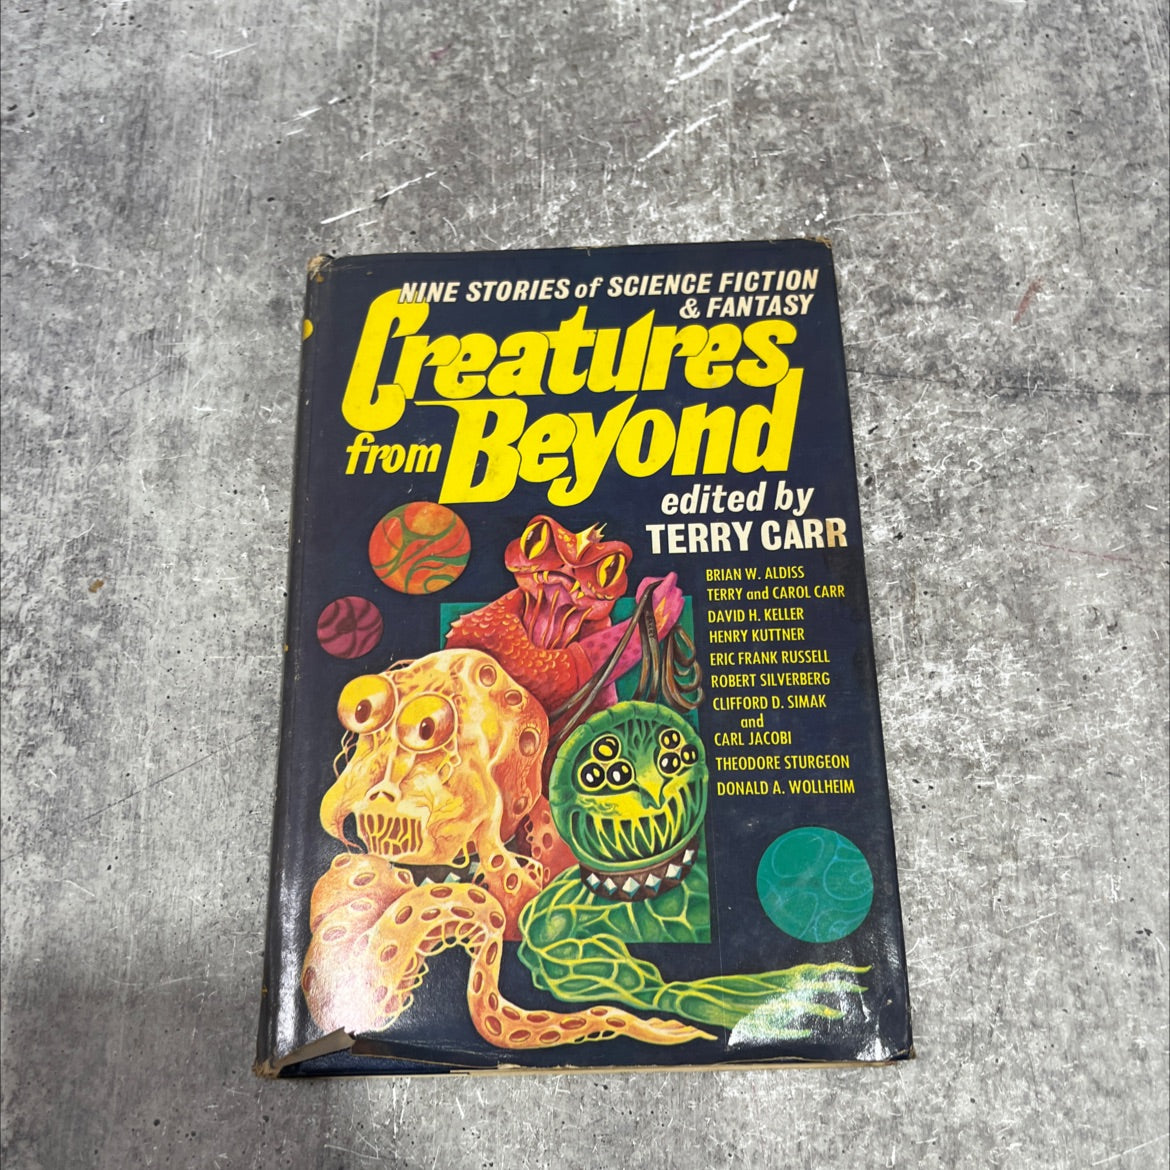 NINE STORIES of SCIENCE FICTION
& FANTASY
Creatures
from Beyond
edited by
TERRY CARR
BRIAN W. ALDISS
TERRY and CAROL CARR
DAVID H. KELLER
HENRY KUTTNER
ERIC FRANK RUSSELL
ROBERT SILVERBERG
CLIFFORD D. SIMAK
and
CARL JACOBI
THEODORE STURGEON
DONALD A. WOLLHEIM